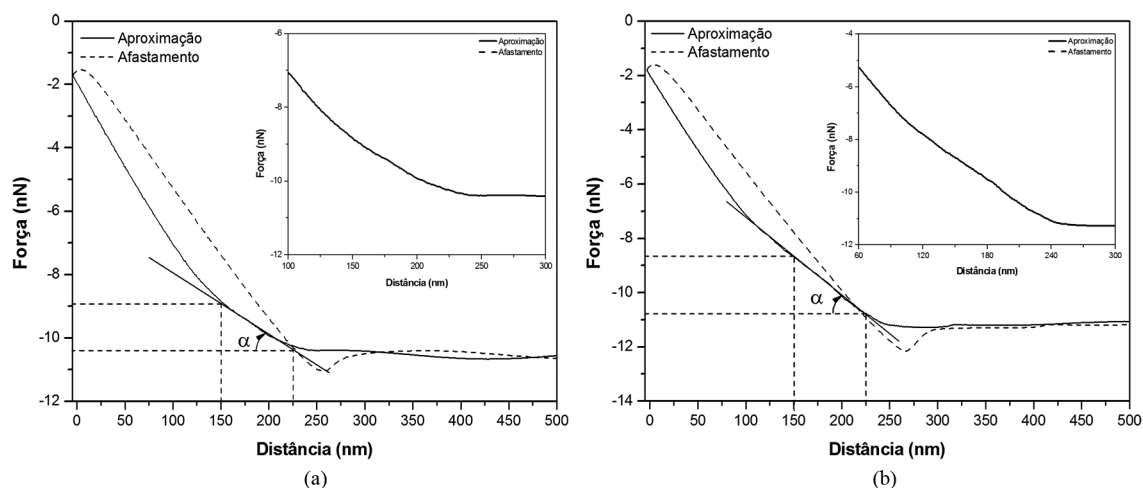 Aproximação
Afastamento
Força (nN)
0
-2
-4
-6
-8
-10
-12
0 50 100 150 200 250 300 350 400 450 500
Distância (nm)
α
Aproximação
Afastamento
Força (nN)
-6
-8
-10
-12
100 150 200 250 300
Distância (nm)
(a)
Aproximação
Afastamento
Força (nN)
0
-2
-4
-6
-8
-10
-12
-14
0 50 100 150 200 250 300 350 400 450 500
Distância (nm)
α
Aproximação
Afastamento
Força (nN)
-4
-6
-8
-10
-12
60 120 180 240 300
Distância (nm)
(b)